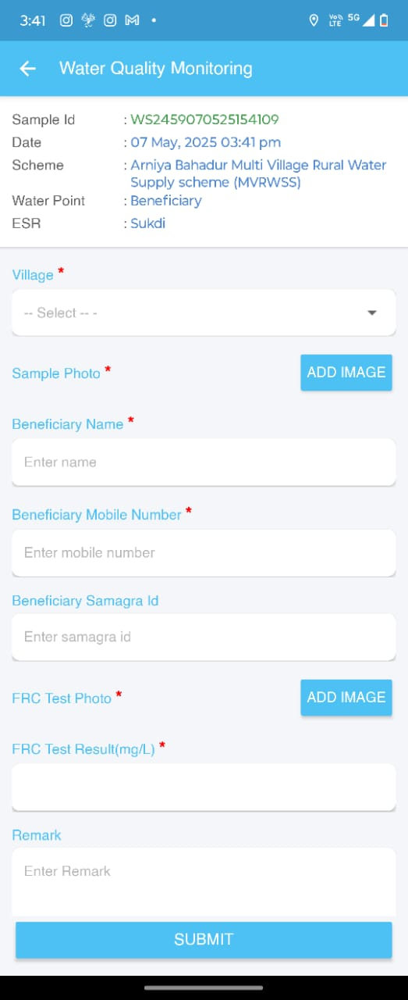 3:41
Vo)) LTE 5G
Water Quality Monitoring
Sample Id : WS2459070525154109
Date : 07 May, 2025 03:41 pm
Scheme : Arniya Bahadur Multi Village Rural Water
Supply scheme (MVRWSS)
Water Point : Beneficiary
ESR : Sukdi
Village *
-- Select -- -
Sample Photo * ADD IMAGE
Beneficiary Name *
Enter name
Beneficiary Mobile Number *
Enter mobile number
Beneficiary Samagra Id
Enter samagra id
FRC Test Photo * ADD IMAGE
FRC Test Result(mg/L) *
Remark
Enter Remark
SUBMIT